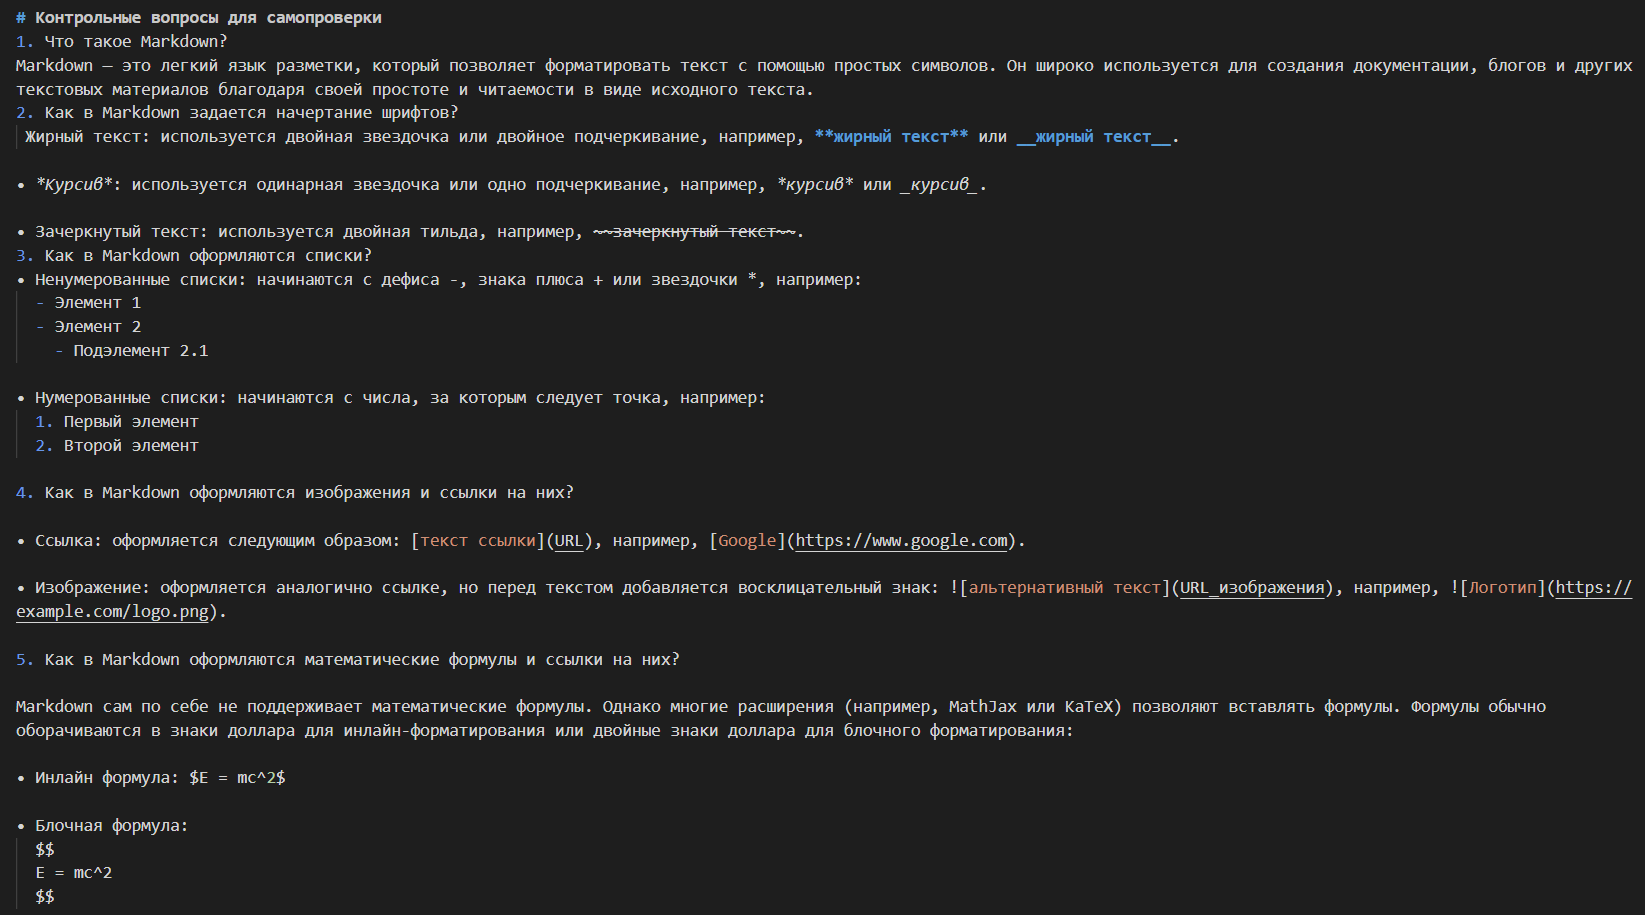 # Контрольные вопросы для самопроверки
1. Что такое Markdown?
Markdown — это легкий язык разметки, который позволяет форматировать текст с помощью простых символов. Он широко используется для создания документации, блогов и других
текстовых материалов благодаря своей простоте и читаемости в виде исходного текста.
2. Как в Markdown задается начертание шрифтов?
Жирный текст: используется двойная звездочка или двойное подчеркивание, например, **жирный текст** или __жирный текст__.
• *Курсив*: используется одинарная звездочка или одно подчеркивание, например, *курсив* или _курсив_.
• Зачеркнутый текст: используется двойная тильда, например, ~~зачеркнутый текст~~.
3. Как в Markdown оформляются списки?
• Ненумерованные списки: начинаются с дефиса -, знака плюса + или звездочки *, например:
- Элемент 1
- Элемент 2
- Подэлемент 2.1
• Нумерованные списки: начинаются с числа, за которым следует точка, например:
1. Первый элемент
2. Второй элемент
4. Как в Markdown оформляются изображения и ссылки на них?
• Ссылка: оформляется следующим образом: [текст ссылки](URL), например, [Google](https://www.google.com).
• Изображение: оформляется аналогично ссылке, но перед текстом добавляется восклицательный знак: ![альтернативный текст](URL_изображения), например, ![Логотип](https://
example.com/logo.png).
5. Как в Markdown оформляются математические формулы и ссылки на них?
Markdown сам по себе не поддерживает математические формулы. Однако многие расширения (например, MathJax или KaTeX) позволяют вставлять формулы. Формулы обычно
оборачиваются в знаки доллара для инлайн-форматирования или двойные знаки доллара для блочного форматирования:
• Инлайн формула: $E = mc^2$
• Блочная формула:
$$
E = mc^2
$$